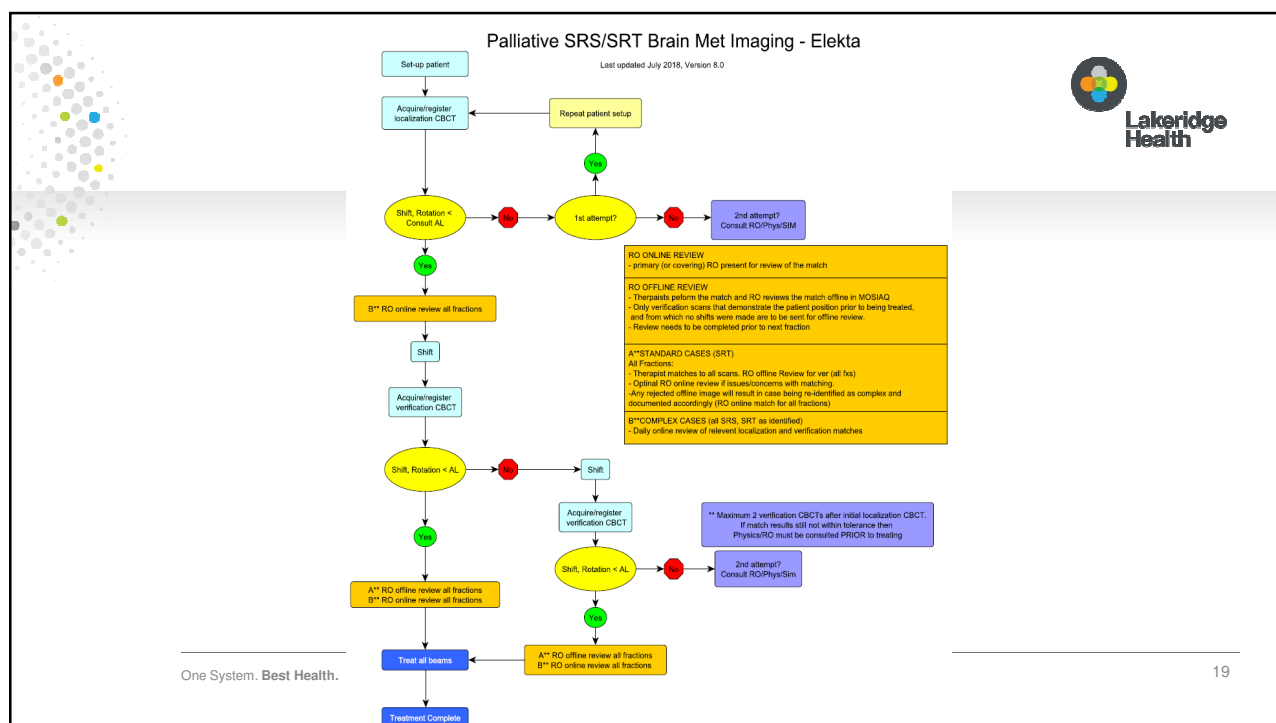 Palliative SRS/SRT Brain Met Imaging - Elekta
Last updated July 2018, Version 8.0
Lakeridge
Health
Set-up patient
Acquire/register
localization CBCT
Repeat patient setup
Yes
Shift, Rotation <
Consult AL
No
1st attempt?
No
2nd attempt?
Consult RO/Phys/SIM
Yes
B** RO online review all fractions
Shift
Acquire/register
verification CBCT
RO ONLINE REVIEW
- primary (or covering) RO present for review of the match
RO OFFLINE REVIEW
- Therpaists peform the match and RO reviews the match offline in MOSIAQ
- Only verification scans that demonstrate the patient position prior to being treated,
and from which no shifts were made are to be sent for offline review.
- Review needs to be completed prior to next fraction
A**STANDARD CASES (SRT)
All Fractions:
- Therapist matches to all scans. RO offline Review for ver (all fxs)
- Optinal RO online review if issues/concerns with matching.
-Any rejected offline image will result in case being re-identified as complex and
documented accordingly (RO online match for all fractions)
B**COMPLEX CASES (all SRS, SRT as identified)
- Daily online review of relevent localization and verification matches
Shift, Rotation < AL
No
Shift
Acquire/register
verification CBCT
** Maximum 2 verification CBCTs after initial localization CBCT.
If match results still not within tolerance then
Physics/RO must be consulted PRIOR to treating
Yes
Shift, Rotation < AL
No
2nd attempt?
Consult RO/Phys/Sim
A** RO offline review all fractions
B** RO online review all fractions
Yes
Treat all beams
A** RO offline review all fractions
B** RO online review all fractions
Treatment Complete
One System. Best Health.
19